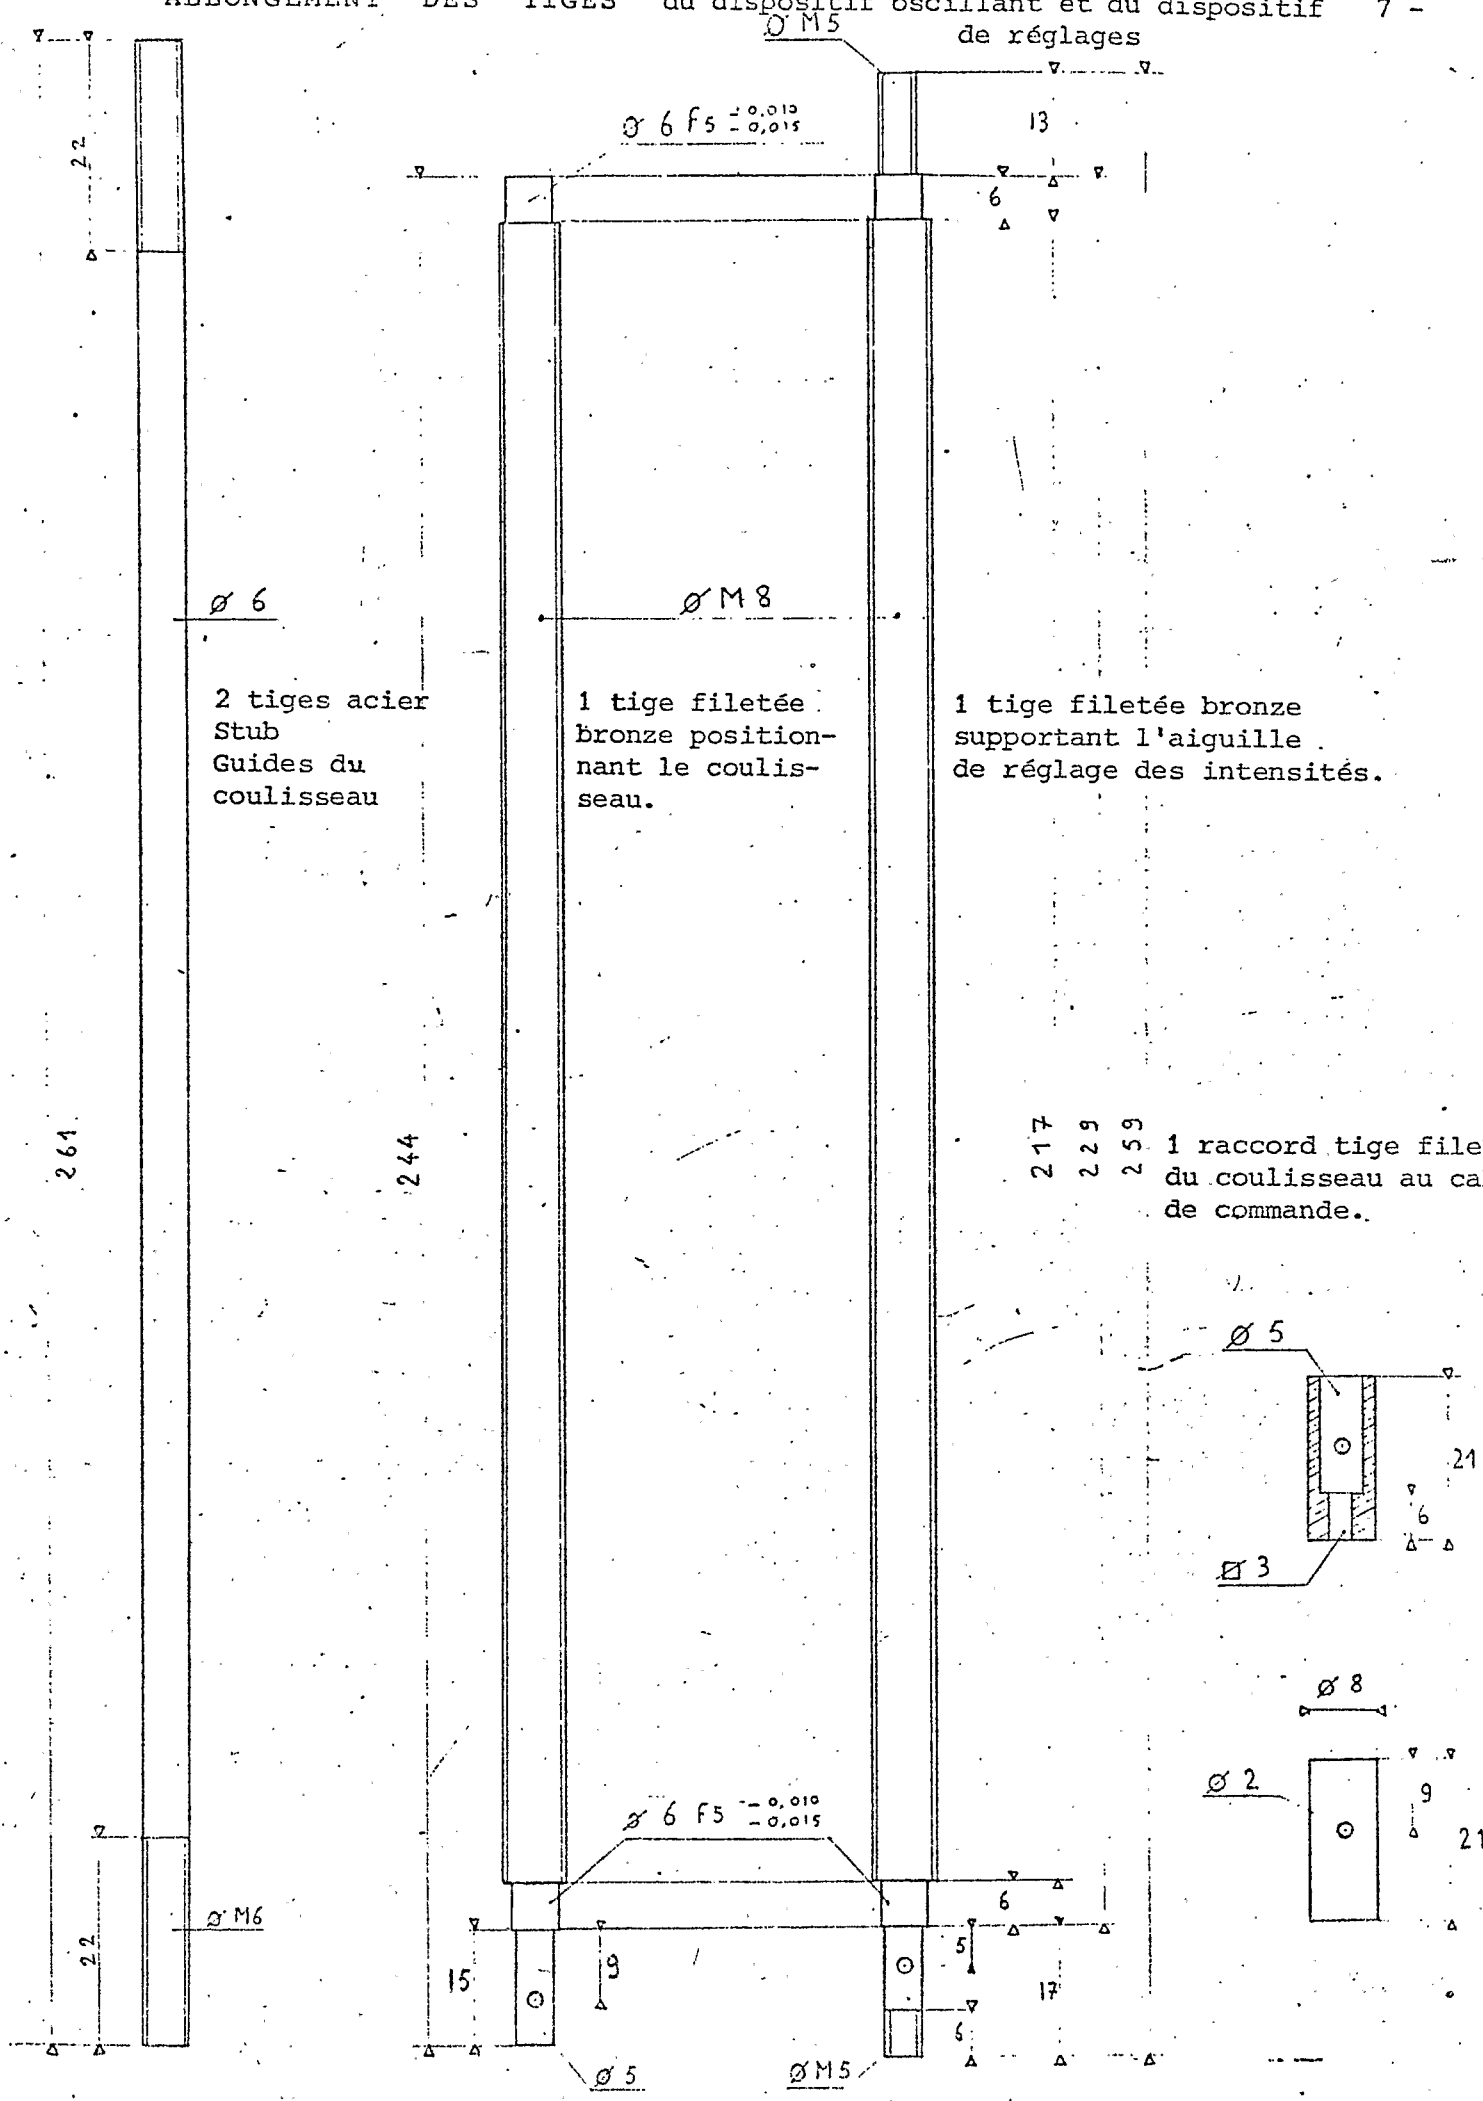 ALLONGEMENT DES TIGES du dispositif oscillant et du dispositif 7 -
de réglages
Ø M5
Ø 6 F5 - 0,010
- 0,015
13
22
6
Ø 6
Ø M 8
2 tiges acier
Stub
Guides du
coulisseau
1 tige filetée
bronze position-
nant le coulis-
seau.
1 tige filetée bronze
supportant l'aiguille
de réglage des intensités.
261
244
217
229
259
1 raccord tige file
du coulisseau au ca
de commande.
Ø 5
21
6
3
Ø 8
Ø 2
9
21
Ø 6 F5 - 0,010
- 0,015
6
Ø M6
22
15
9
5
17
6
Ø 5
Ø M5